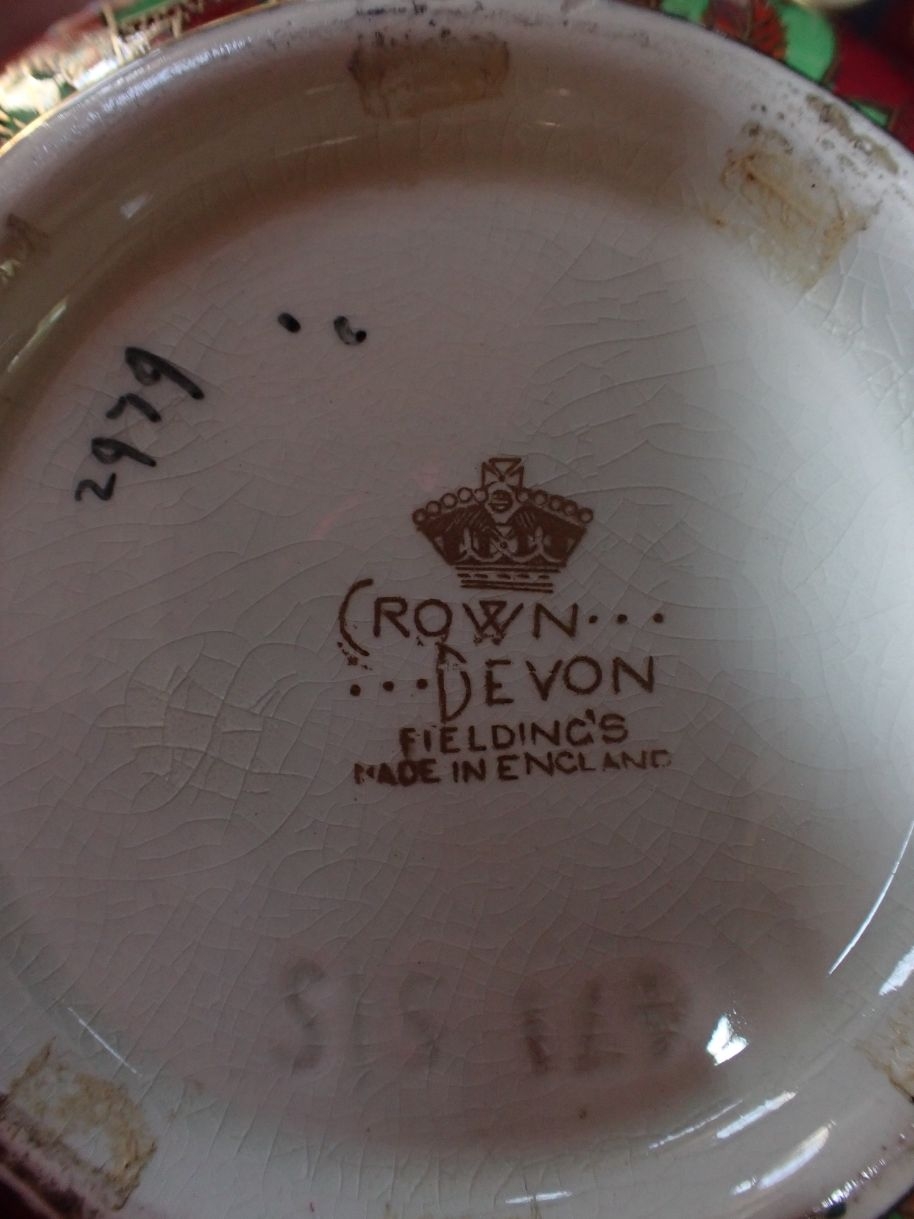 2979
CROWN...
...DEVON
FIELDING'S
MADE IN ENGLAND